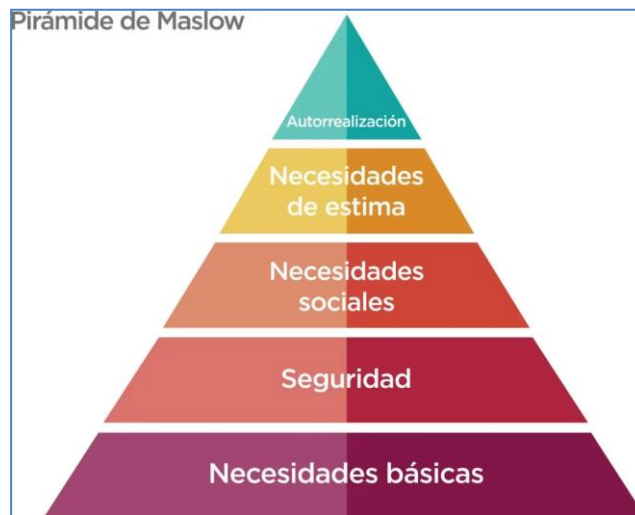 Pirámide de Maslow
Autorrealización
Necesidades
de estima
Necesidades
sociales
Seguridad
Necesidades básicas